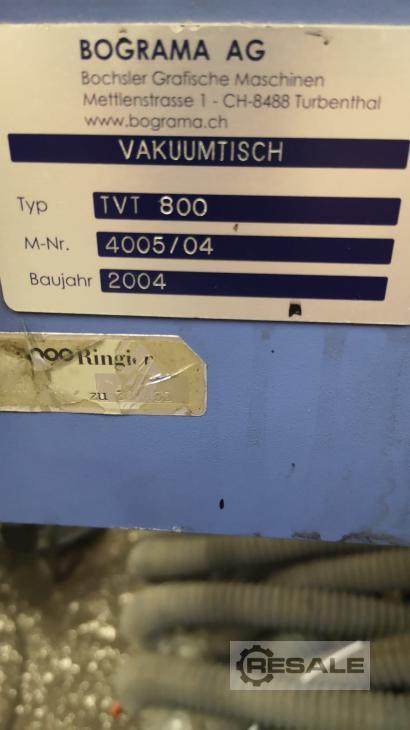 BOGRAMA AG
Bochsler Grafische Maschinen
Mettlenstrasse 1 - CH-8488 Turbenthal
www.bograma.ch
VAKUUMTISCH
Typ TVT 800
M-Nr. 4005/04
Baujahr 2004
Ringier
zu
RESALE